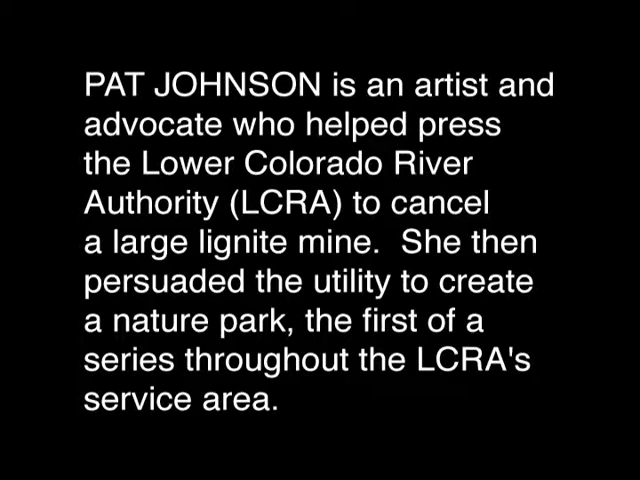 PAT JOHNSON is an artist and
advocate who helped press
the Lower Colorado River
Authority (LCRA) to cancel
a large lignite mine.  She then
persuaded the utility to create
a nature park, the first of a
series throughout the LCRA's
service area.